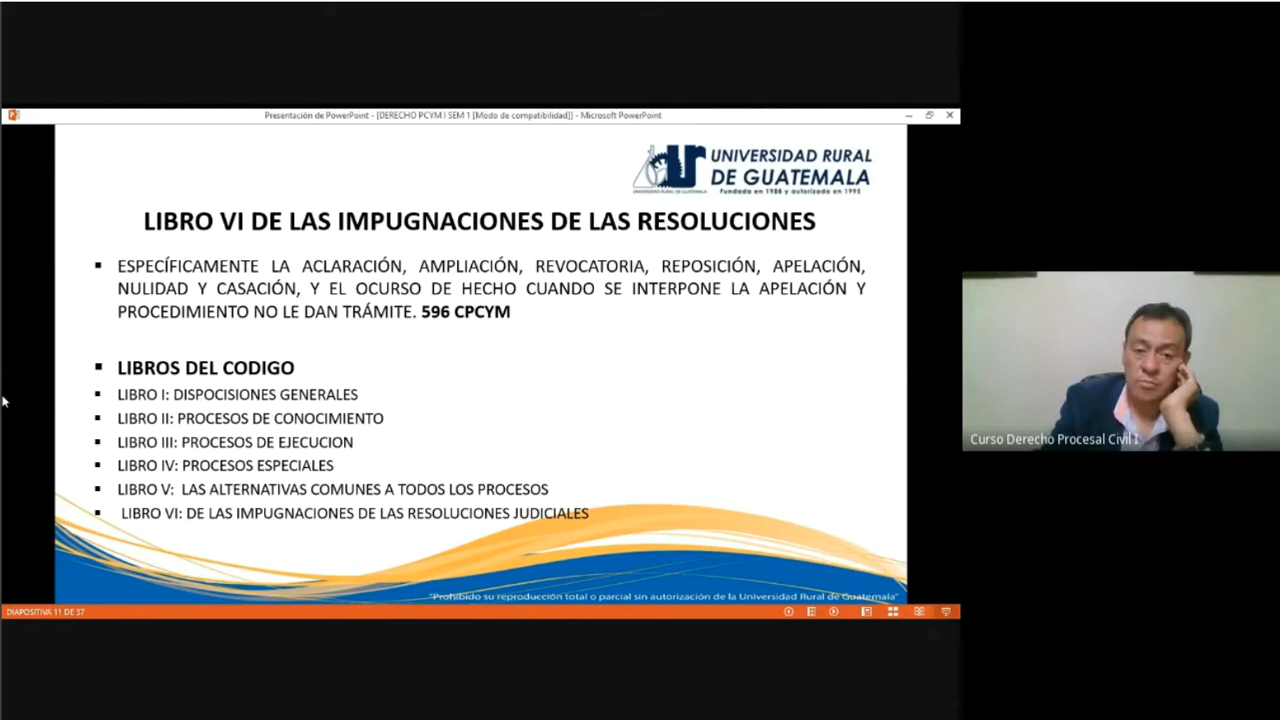 Presentación de PowerPoint - [DERECHO PCYM I SEM 1 [Modo de compatibilidad]] - Microsoft PowerPoint
UNIVERSIDAD RURAL
DE GUATEMALA
Fundada en 1988 y autorizada en 1995
UNIVERSIDAD RURAL DE GUATEMALA
LIBRO VI DE LAS IMPUGNACIONES DE LAS RESOLUCIONES
▪ ESPECÍFICAMENTE LA ACLARACIÓN, AMPLIACIÓN, REVOCATORIA, REPOSICIÓN, APELACIÓN,
NULIDAD Y CASACIÓN, Y EL OCURSO DE HECHO CUANDO SE INTERPONE LA APELACIÓN Y
PROCEDIMIENTO NO LE DAN TRÁMITE. 596 CPCYM
▪ LIBROS DEL CODIGO
▪ LIBRO I: DISPOCISIONES GENERALES
▪ LIBRO II: PROCESOS DE CONOCIMIENTO
▪ LIBRO III: PROCESOS DE EJECUCION
▪ LIBRO IV: PROCESOS ESPECIALES
▪ LIBRO V: LAS ALTERNATIVAS COMUNES A TODOS LOS PROCESOS
▪ LIBRO VI: DE LAS IMPUGNACIONES DE LAS RESOLUCIONES JUDICIALES
"Prohibido su reproducción total o parcial sin autorización de la Universidad Rural de Guatemala"
DIAPOSITIVA 11 DE 37
Curso Derecho Procesal Civil I